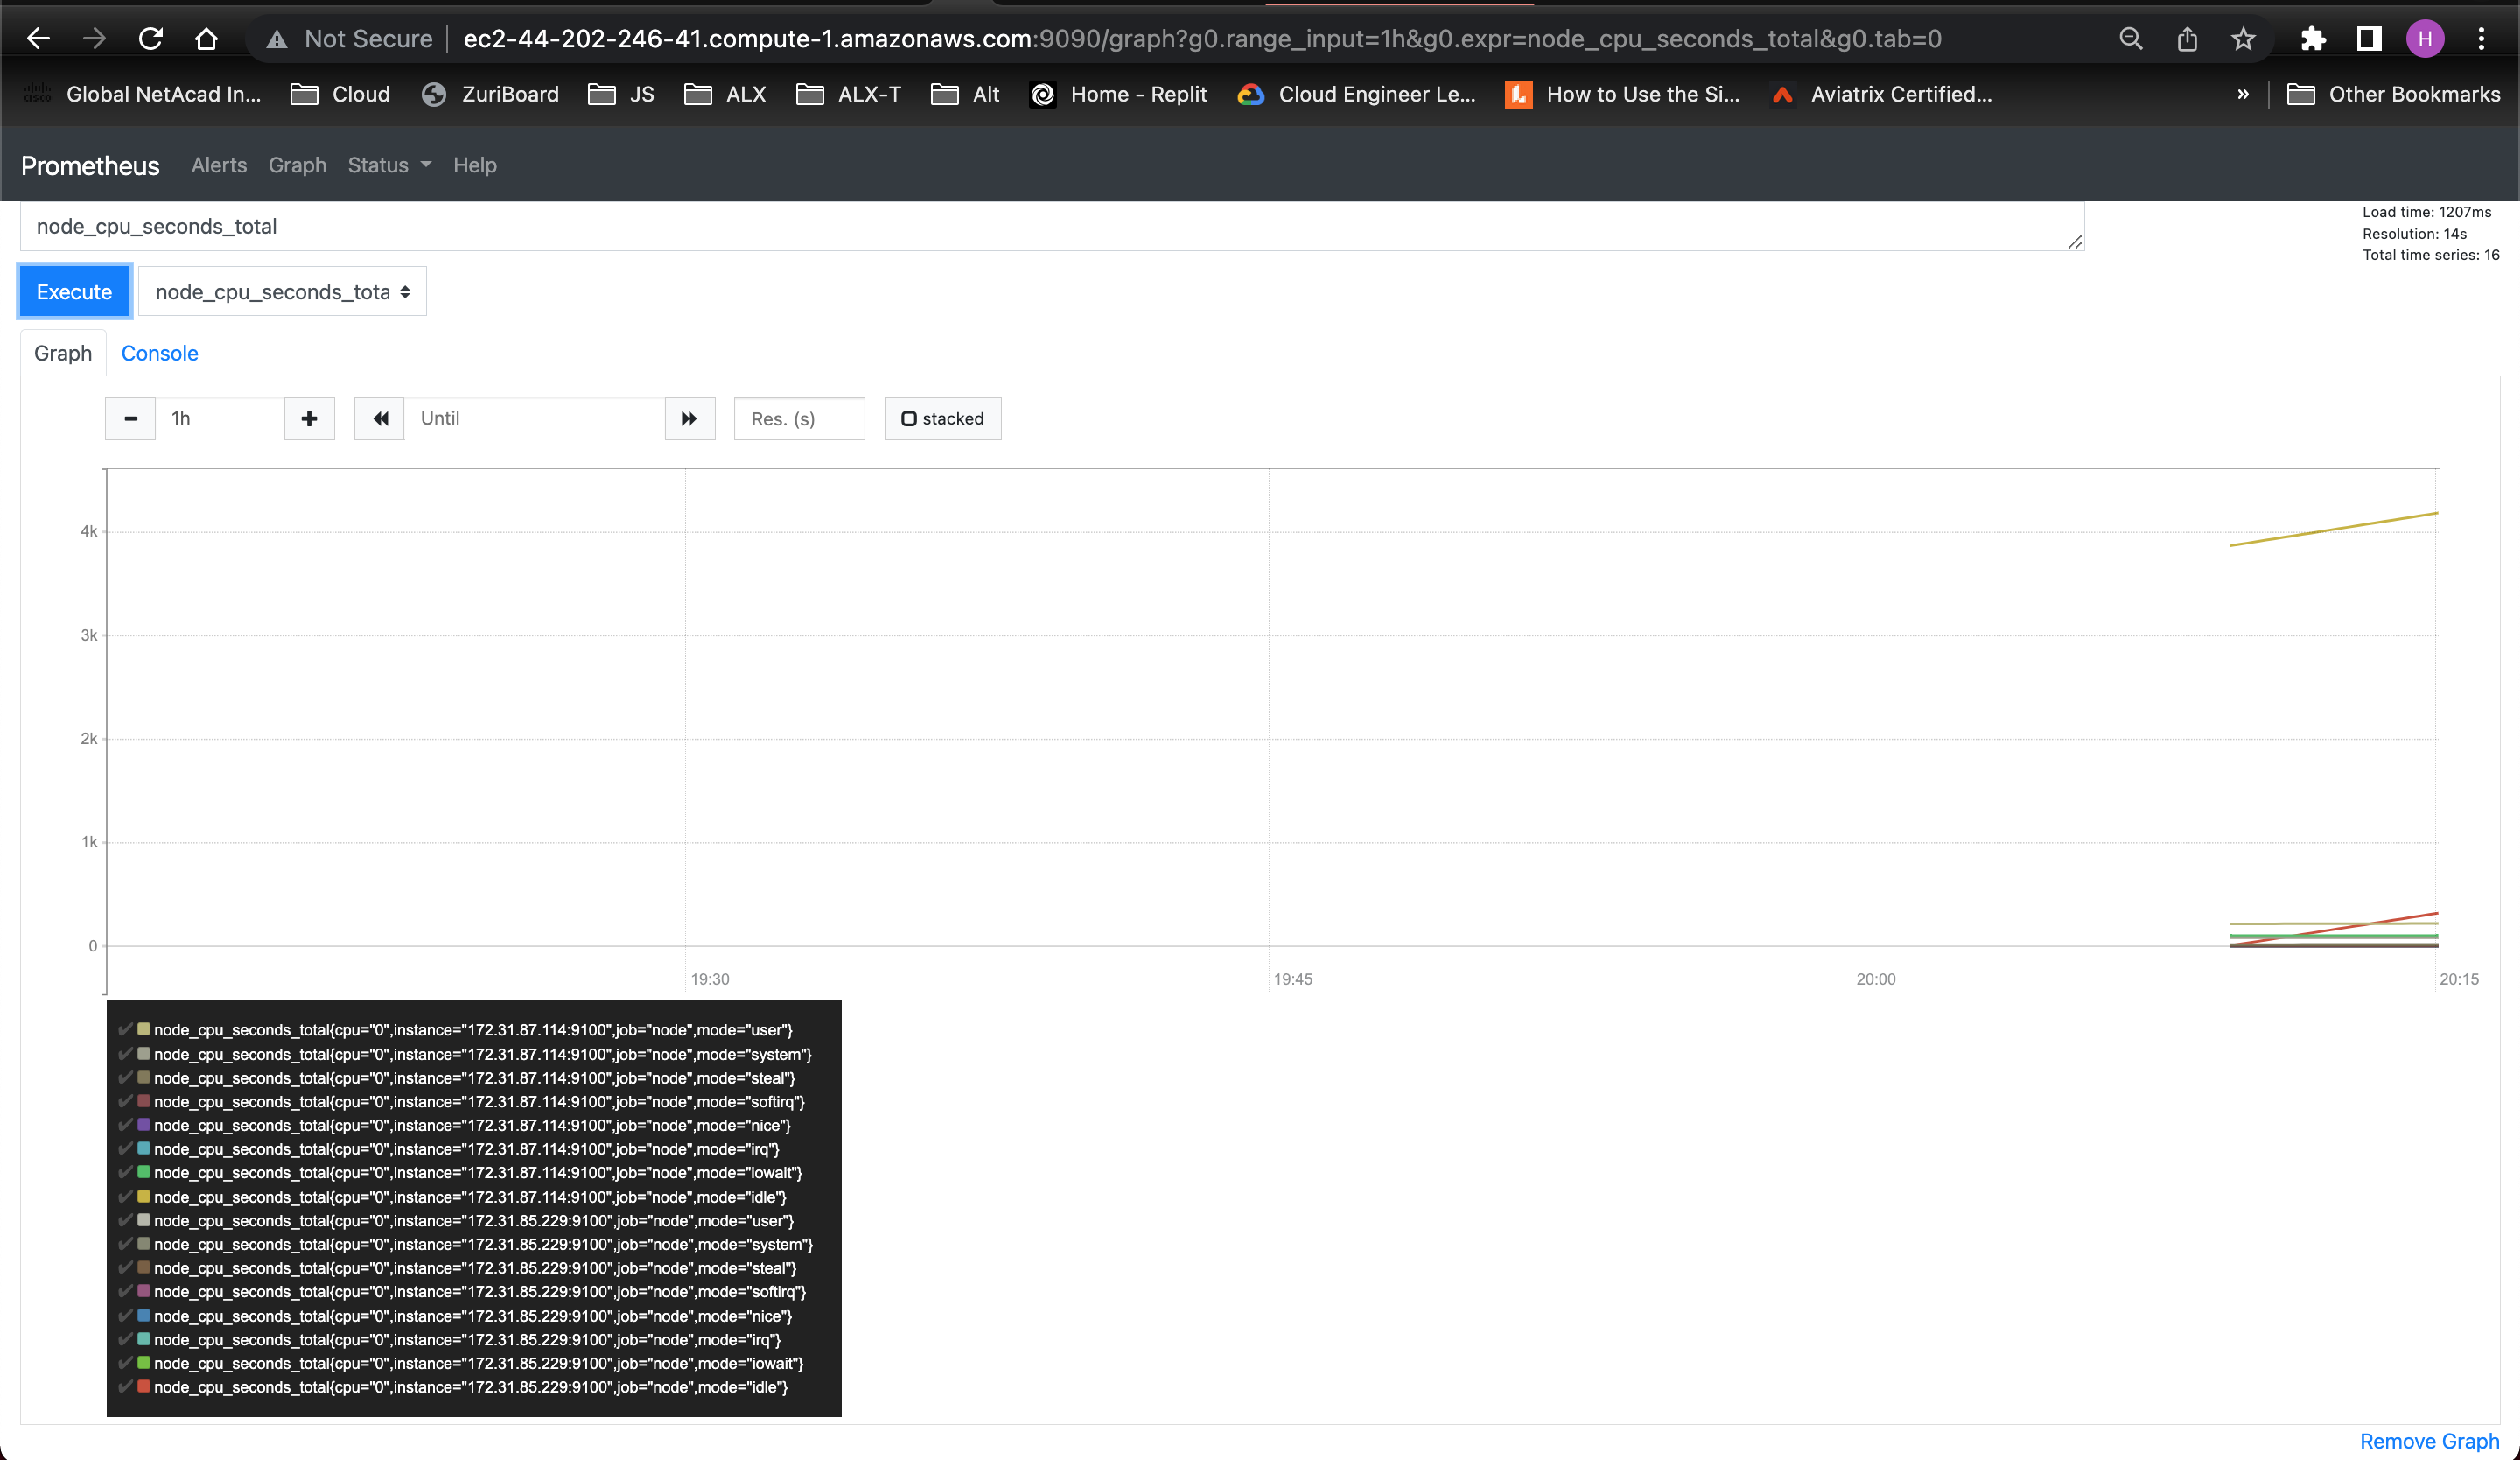 Not Secure ec2-44-202-246-41.compute-1.amazonaws.com:9090/graph?g0.range_input=1h&g0.expr=node_cpu_seconds_total&g0.tab=0 H
cisco Global NetAcad In... Cloud ZuriBoard JS ALX ALX-T Alt Home - Replit Cloud Engineer Le... How to Use the Si... Aviatrix Certified... » Other Bookmarks
Prometheus Alerts Graph Status Help
node_cpu_seconds_total
Load time: 1207ms
Resolution: 14s
Total time series: 16
Execute node_cpu_seconds_tota
Graph Console
1h Until Res. (s) stacked
4k
3k
2k
1k
0
19:30 19:45 20:00 20:15
node_cpu_seconds_total{cpu="0",instance="172.31.87.114:9100",job="node",mode="user"}
node_cpu_seconds_total{cpu="0",instance="172.31.87.114:9100",job="node",mode="system"}
node_cpu_seconds_total{cpu="0",instance="172.31.87.114:9100",job="node",mode="steal"}
node_cpu_seconds_total{cpu="0",instance="172.31.87.114:9100",job="node",mode="softirq"}
node_cpu_seconds_total{cpu="0",instance="172.31.87.114:9100",job="node",mode="nice"}
node_cpu_seconds_total{cpu="0",instance="172.31.87.114:9100",job="node",mode="irq"}
node_cpu_seconds_total{cpu="0",instance="172.31.87.114:9100",job="node",mode="iowait"}
node_cpu_seconds_total{cpu="0",instance="172.31.87.114:9100",job="node",mode="idle"}
node_cpu_seconds_total{cpu="0",instance="172.31.85.229:9100",job="node",mode="user"}
node_cpu_seconds_total{cpu="0",instance="172.31.85.229:9100",job="node",mode="system"}
node_cpu_seconds_total{cpu="0",instance="172.31.85.229:9100",job="node",mode="steal"}
node_cpu_seconds_total{cpu="0",instance="172.31.85.229:9100",job="node",mode="softirq"}
node_cpu_seconds_total{cpu="0",instance="172.31.85.229:9100",job="node",mode="nice"}
node_cpu_seconds_total{cpu="0",instance="172.31.85.229:9100",job="node",mode="irq"}
node_cpu_seconds_total{cpu="0",instance="172.31.85.229:9100",job="node",mode="iowait"}
node_cpu_seconds_total{cpu="0",instance="172.31.85.229:9100",job="node",mode="idle"}
Remove Graph